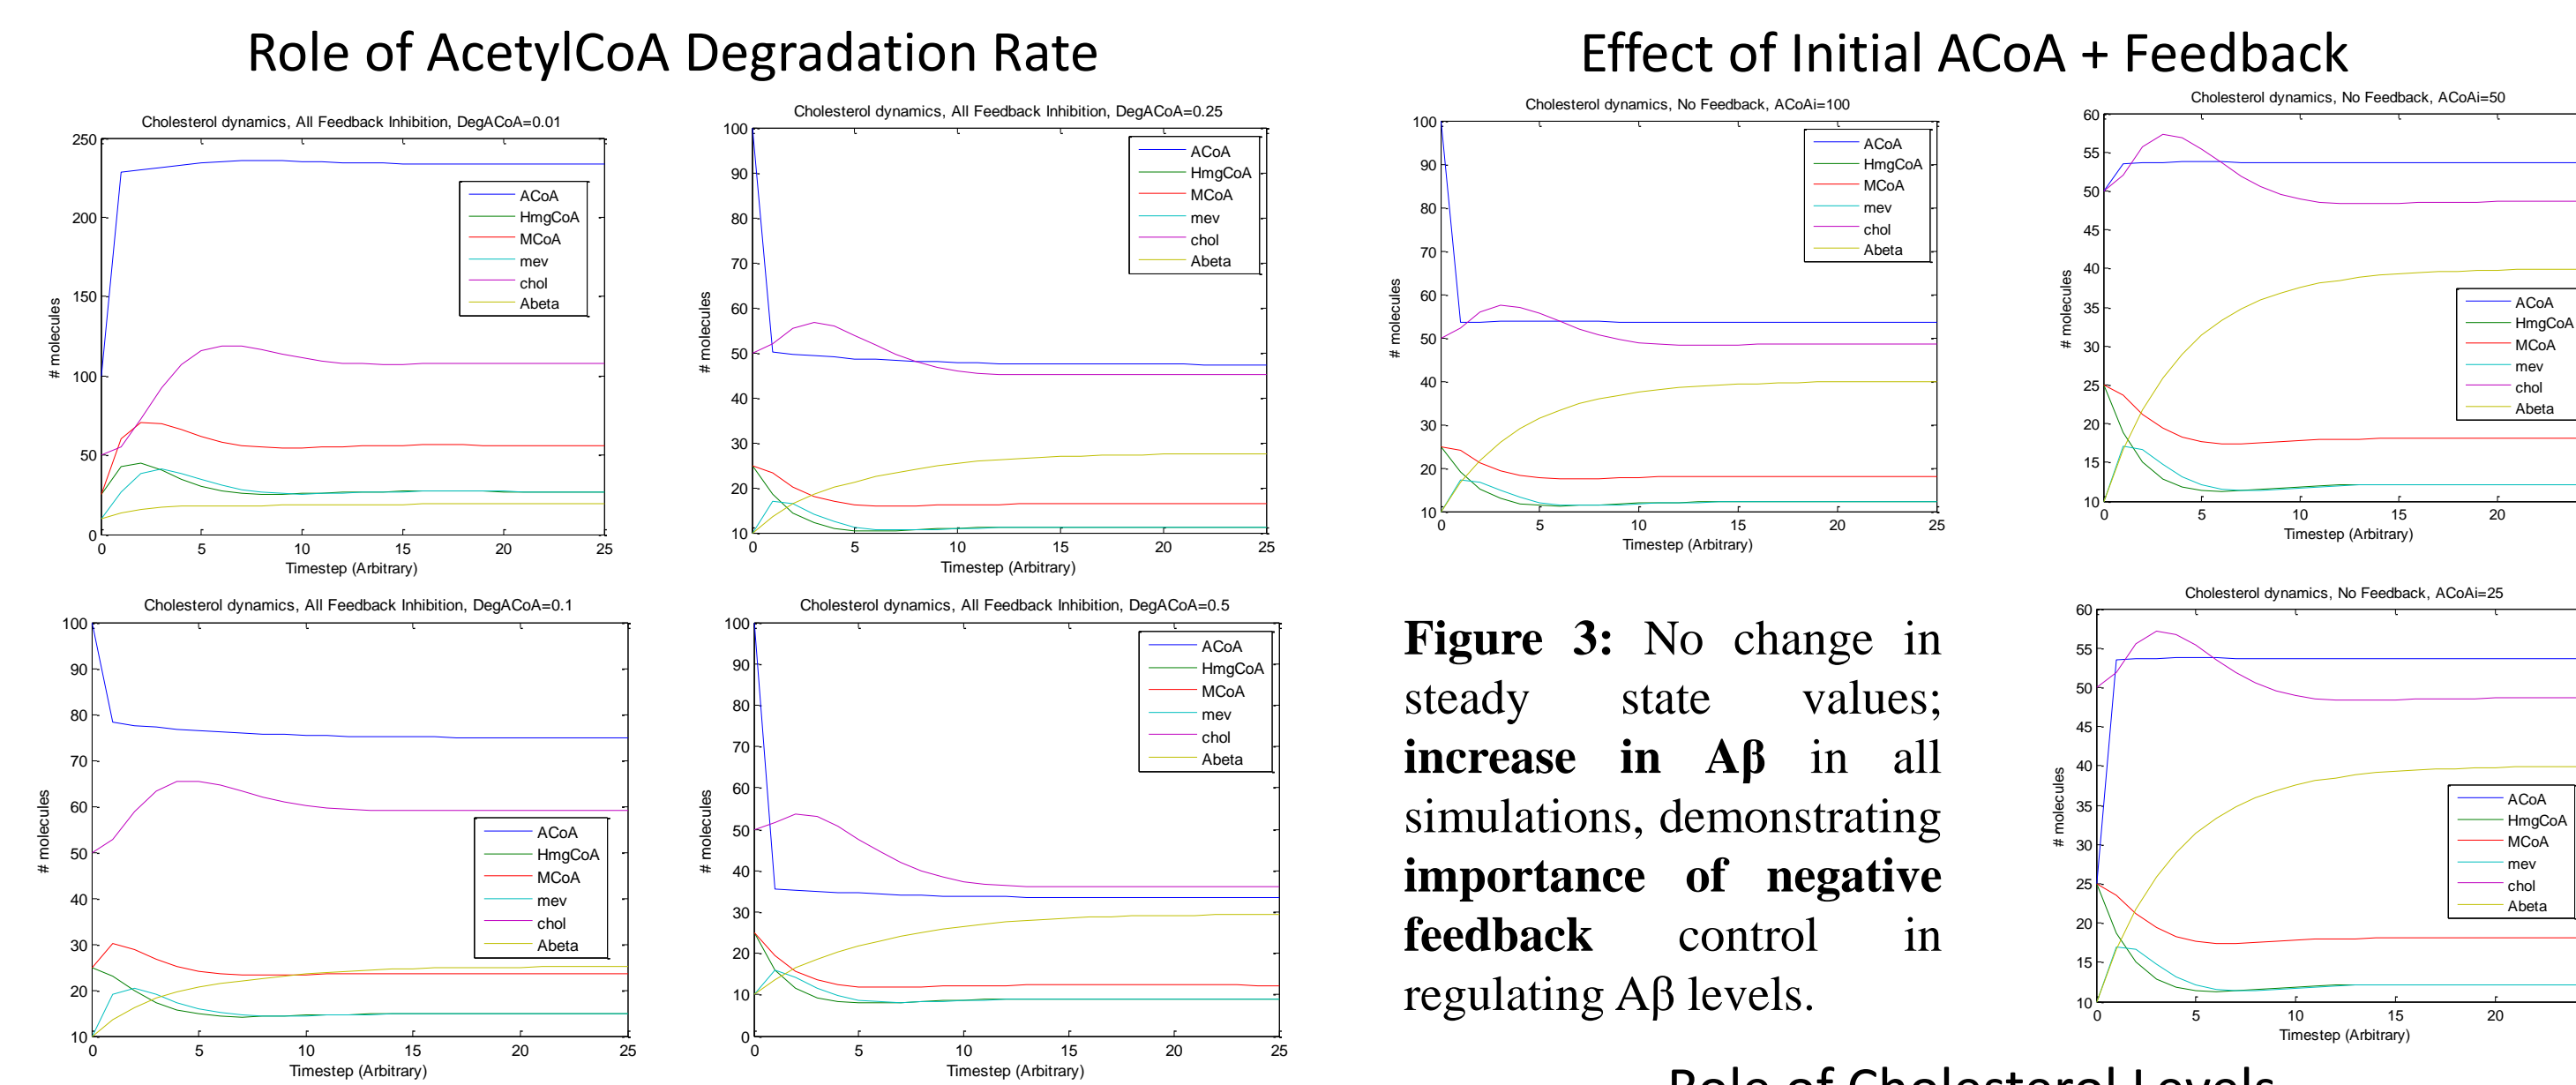 Role of AcetylCoA Degradation Rate
Cholesterol dynamics, All Feedback Inhibition, DegACoA=0.01
250
200
150
100
50
0
# molecules
0 5 10 15 20 25
Timestep (Arbitrary)
ACoA
HmgCoA
MCoA
mev
chol
Abeta
Cholesterol dynamics, All Feedback Inhibition, DegACoA=0.25
100
90
80
70
60
50
40
30
20
10
# molecules
0 5 10 15 20 25
Timestep (Arbitrary)
ACoA
HmgCoA
MCoA
mev
chol
Abeta
Cholesterol dynamics, All Feedback Inhibition, DegACoA=0.1
100
90
80
70
60
50
40
30
20
10
# molecules
0 5 10 15 20 25
Timestep (Arbitrary)
ACoA
HmgCoA
MCoA
mev
chol
Abeta
Cholesterol dynamics, All Feedback Inhibition, DegACoA=0.5
100
90
80
70
60
50
40
30
20
10
0
# molecules
0 5 10 15 20 25
Timestep (Arbitrary)
ACoA
HmgCoA
MCoA
mev
chol
Abeta
Effect of Initial ACoA + Feedback
Cholesterol dynamics, No Feedback, ACoAi=100
100
90
80
70
60
50
40
30
20
10
# molecules
0 5 10 15 20 25
Timestep (Arbitrary)
ACoA
HmgCoA
MCoA
mev
chol
Abeta
Cholesterol dynamics, No Feedback, ACoAi=50
60
55
50
45
40
35
30
25
20
15
10
# molecules
0 5 10 15 20
Timestep (Arbitrary)
ACoA
HmgCoA
MCoA
mev
chol
Abeta
Figure 3: No change in
steady state values;
increase in Aβ in all
simulations, demonstrating
importance of negative
feedback control in
regulating Aβ levels.
Cholesterol dynamics, No Feedback, ACoAi=25
60
55
50
45
40
35
30
25
20
15
10
# molecules
0 5 10 15 20
Timestep (Arbitrary)
ACoA
HmgCoA
MCoA
mev
chol
Abeta
Role of Cholesterol Levels